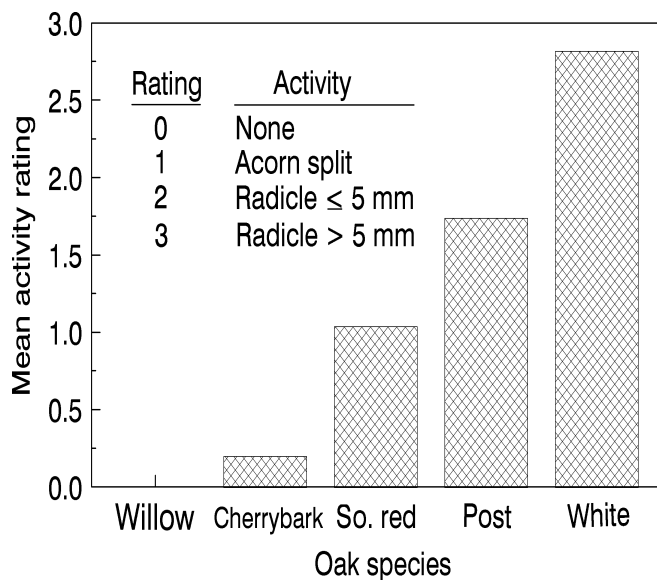 3.0
2.5
2.0
1.5
1.0
0.5
0.0
Mean activity rating
Rating Activity
0 None
1 Acorn split
2 Radicle ≤ 5 mm
3 Radicle > 5 mm
Willow Cherrybark So. red Post White
Oak species